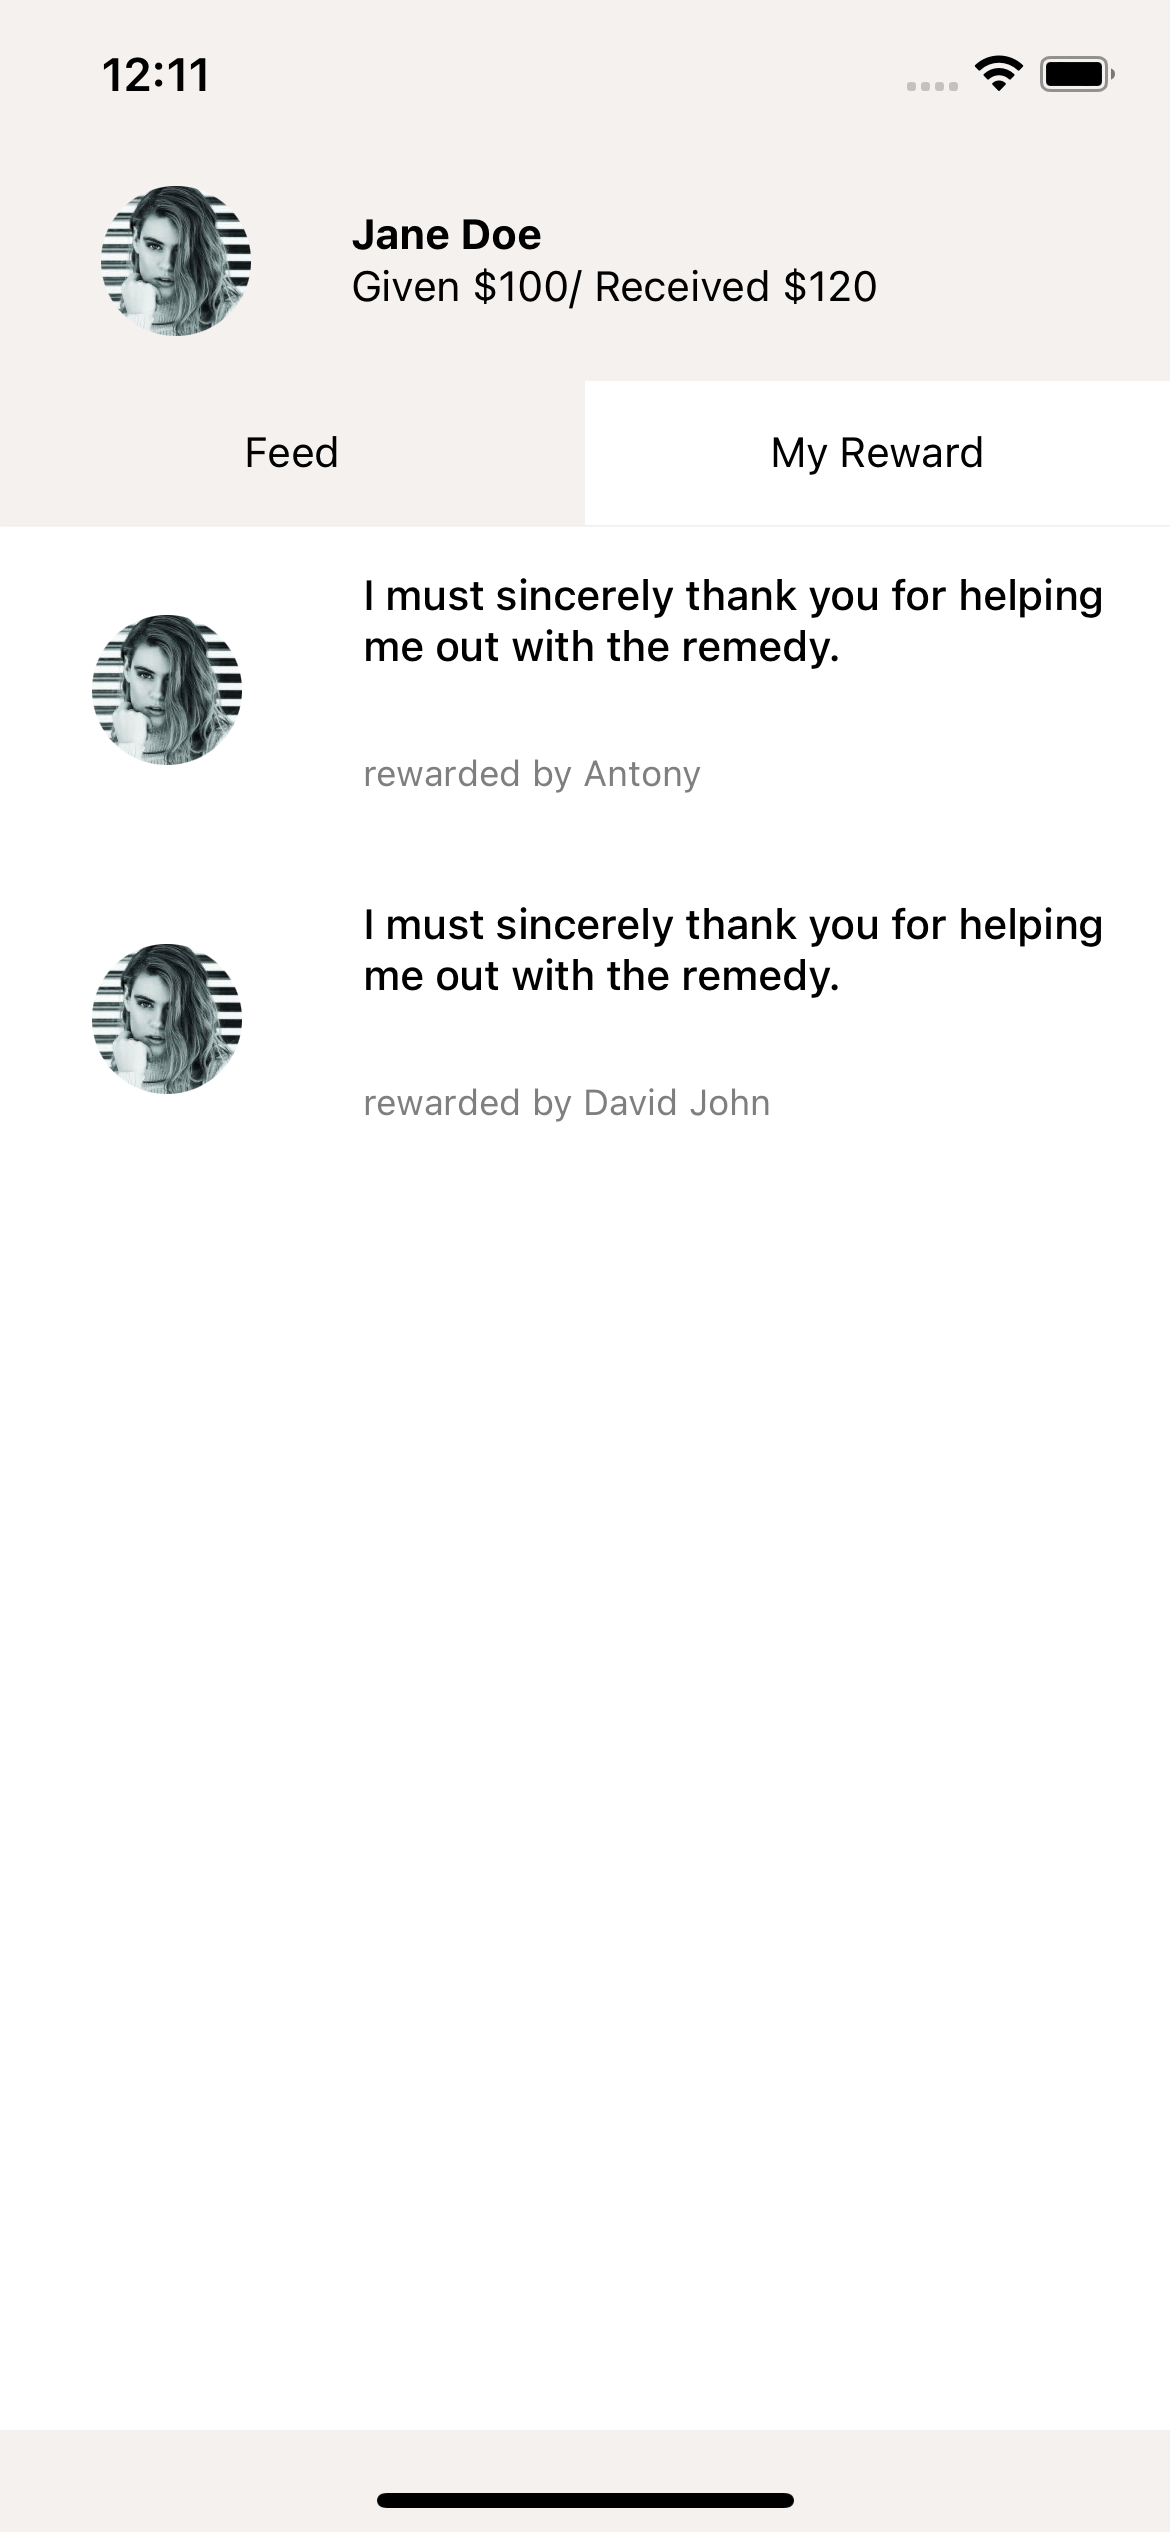 12:11
Jane Doe
Given $100/ Received $120
Feed
My Reward
I must sincerely thank you for helping
me out with the remedy.
rewarded by Antony
I must sincerely thank you for helping
me out with the remedy.
rewarded by David John